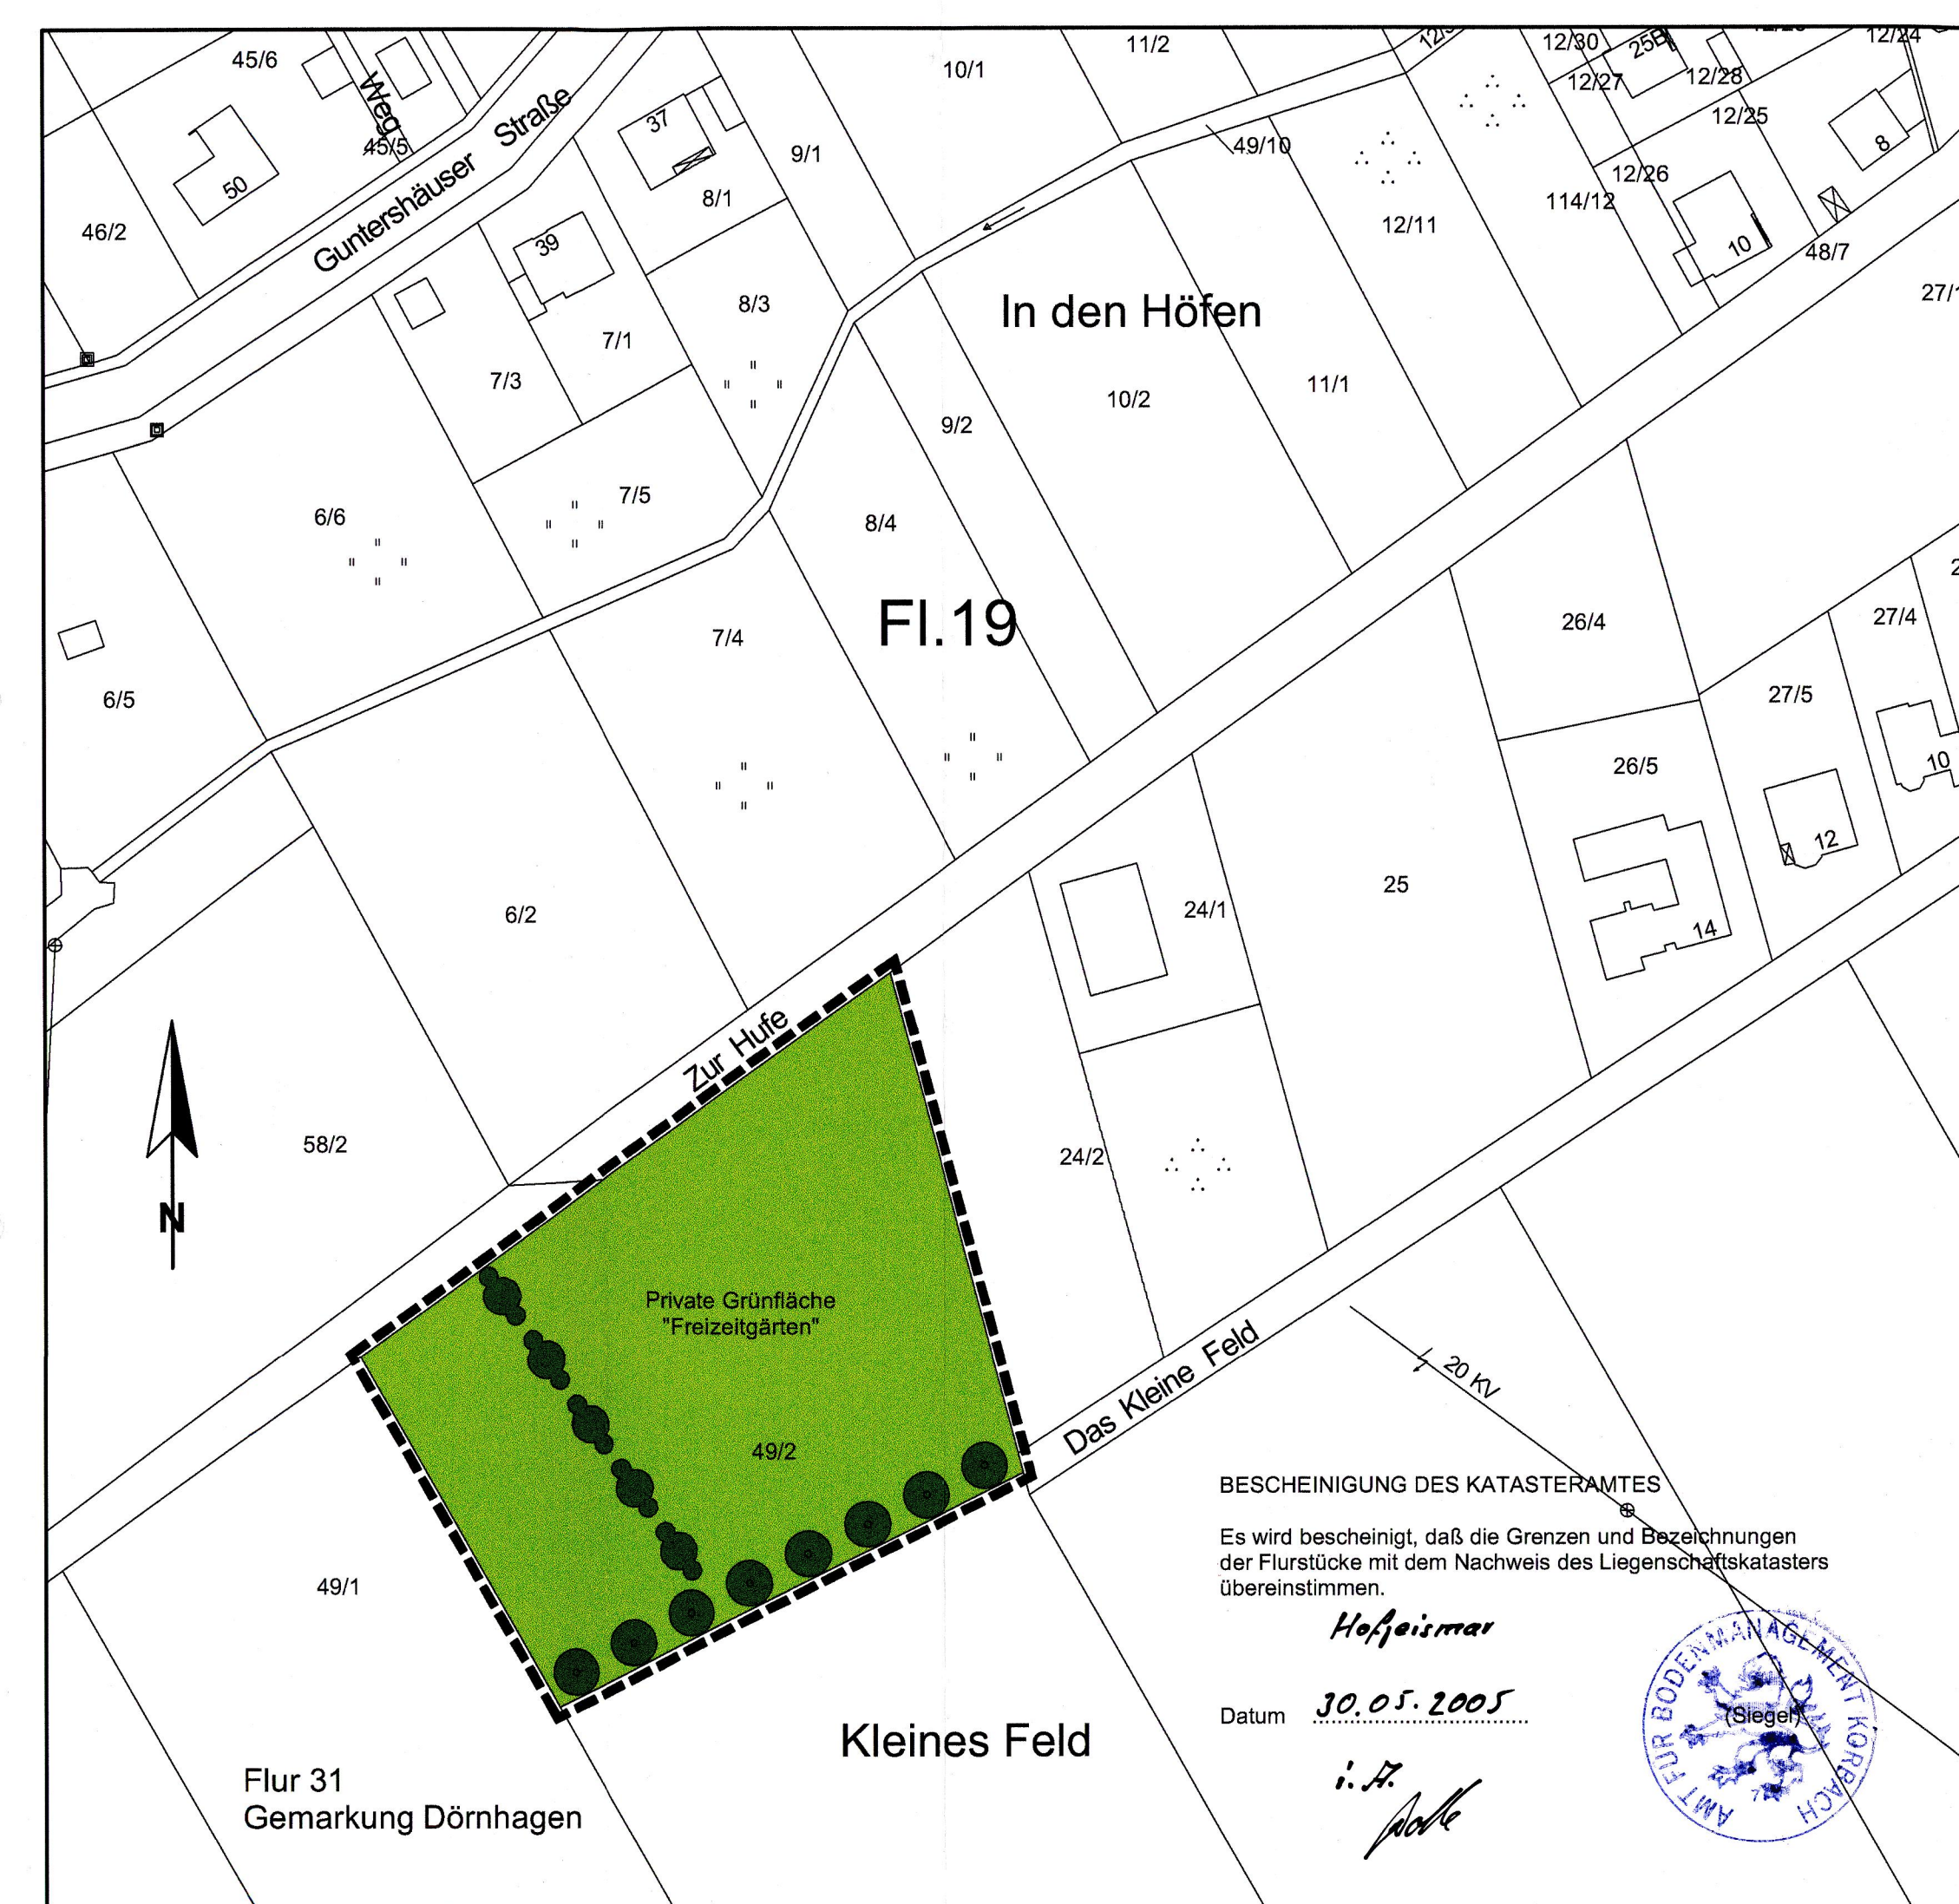 45/6
Weg
45/5
50
46/2
Guntershäuser Straße
37
39
8/1
9/1
10/1
11/2
49/10
12/30
25B
12/24
12/27
12/28
12/25
12/26
114/12
12/11
8
10
48/7
8/3
7/1
7/3
In den Höfen
10/2
11/1
9/2
7/5
6/6
8/4
Fl.19
7/4
6/5
26/4
27/4
27/5
26/5
10
12
14
25
24/1
6/2
Zur Hufe
58/2
24/2
N
Private Grünfläche
"Freizeitgärten"
49/2
Das Kleine Feld
20 KV
49/1
BESCHEINIGUNG DES KATASTERAMTES
Es wird bescheinigt, daß die Grenzen und Bezeichnungen
der Flurstücke mit dem Nachweis des Liegenschaftskatasters
übereinstimmen.
Hofgeismar
Datum 30.05.2005
(Siegel)
AMT FÜR BODENMANAGEMENT KORBACH
i. A.
Kleines Feld
Flur 31
Gemarkung Dörnhagen